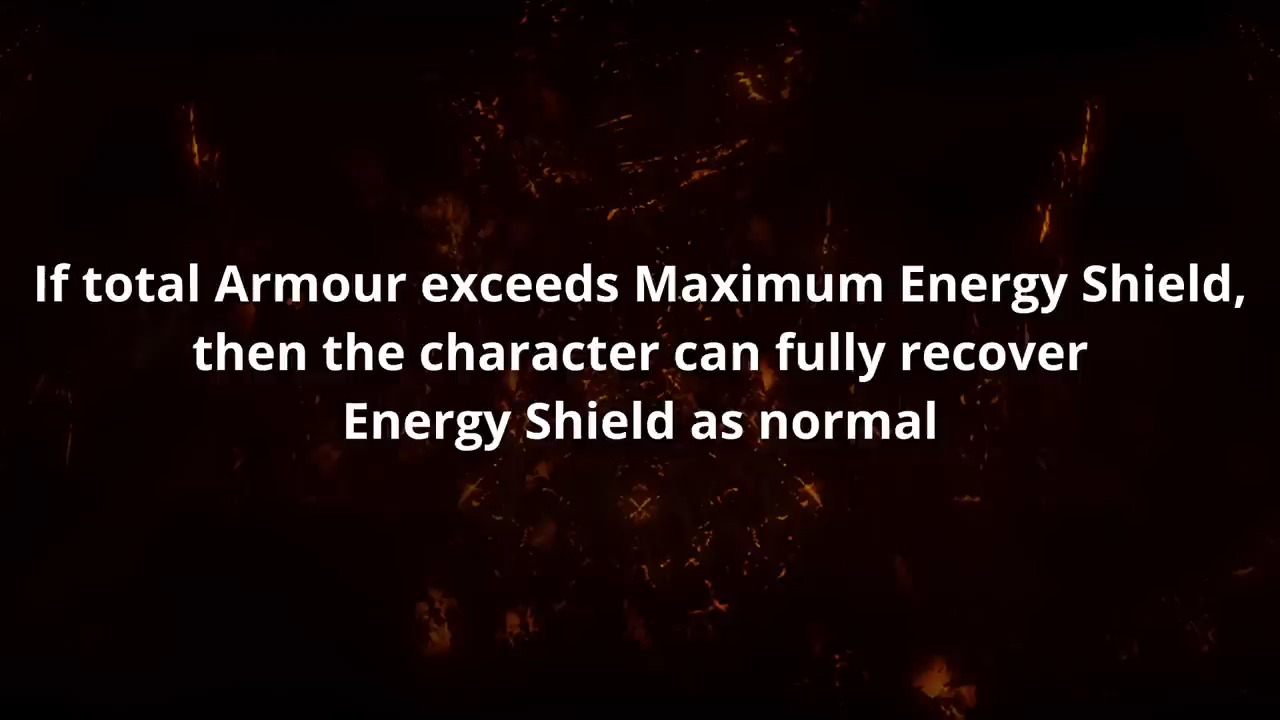 If total Armour exceeds Maximum Energy Shield,
then the character can fully recover
Energy Shield as normal